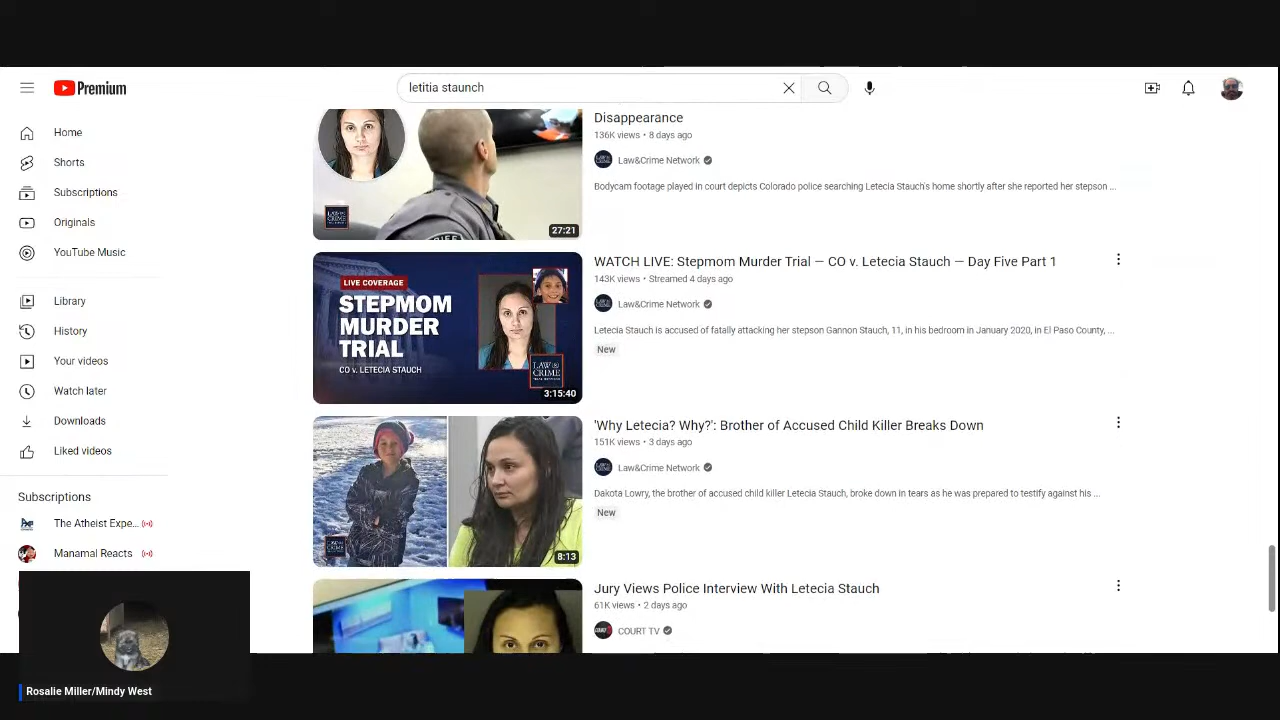 Premium
letitia staunch
Home
Shorts
Subscriptions
Originals
YouTube Music
Library
History
Your videos
Watch later
Downloads
Liked videos
Subscriptions
The Atheist Expe...
Manamal Reacts
Rosalie Miller/Mindy West
LAW&
CRIME
27:21
Disappearance
136K views • 8 days ago
Law&Crime Network
Bodycam footage played in court depicts Colorado police searching Letecia Stauch's home shortly after she reported her stepson ...
LIVE COVERAGE
STEPMOM
MURDER
TRIAL
CO V. LETECIA STAUCH
LAW&
CRIME
3:15:40
WATCH LIVE: Stepmom Murder Trial — CO v. Letecia Stauch — Day Five Part 1
143K views • Streamed 4 days ago
Law&Crime Network
Letecia Stauch is accused of fatally attacking her stepson Gannon Stauch, 11, in his bedroom in January 2020, in El Paso County, ...
New
8:13
'Why Letecia? Why?': Brother of Accused Child Killer Breaks Down
151K views • 3 days ago
Law&Crime Network
Dakota Lowry, the brother of accused child killer Letecia Stauch, broke down in tears as he was prepared to testify against his ...
New
Jury Views Police Interview With Letecia Stauch
61K views • 2 days ago
COURT TV